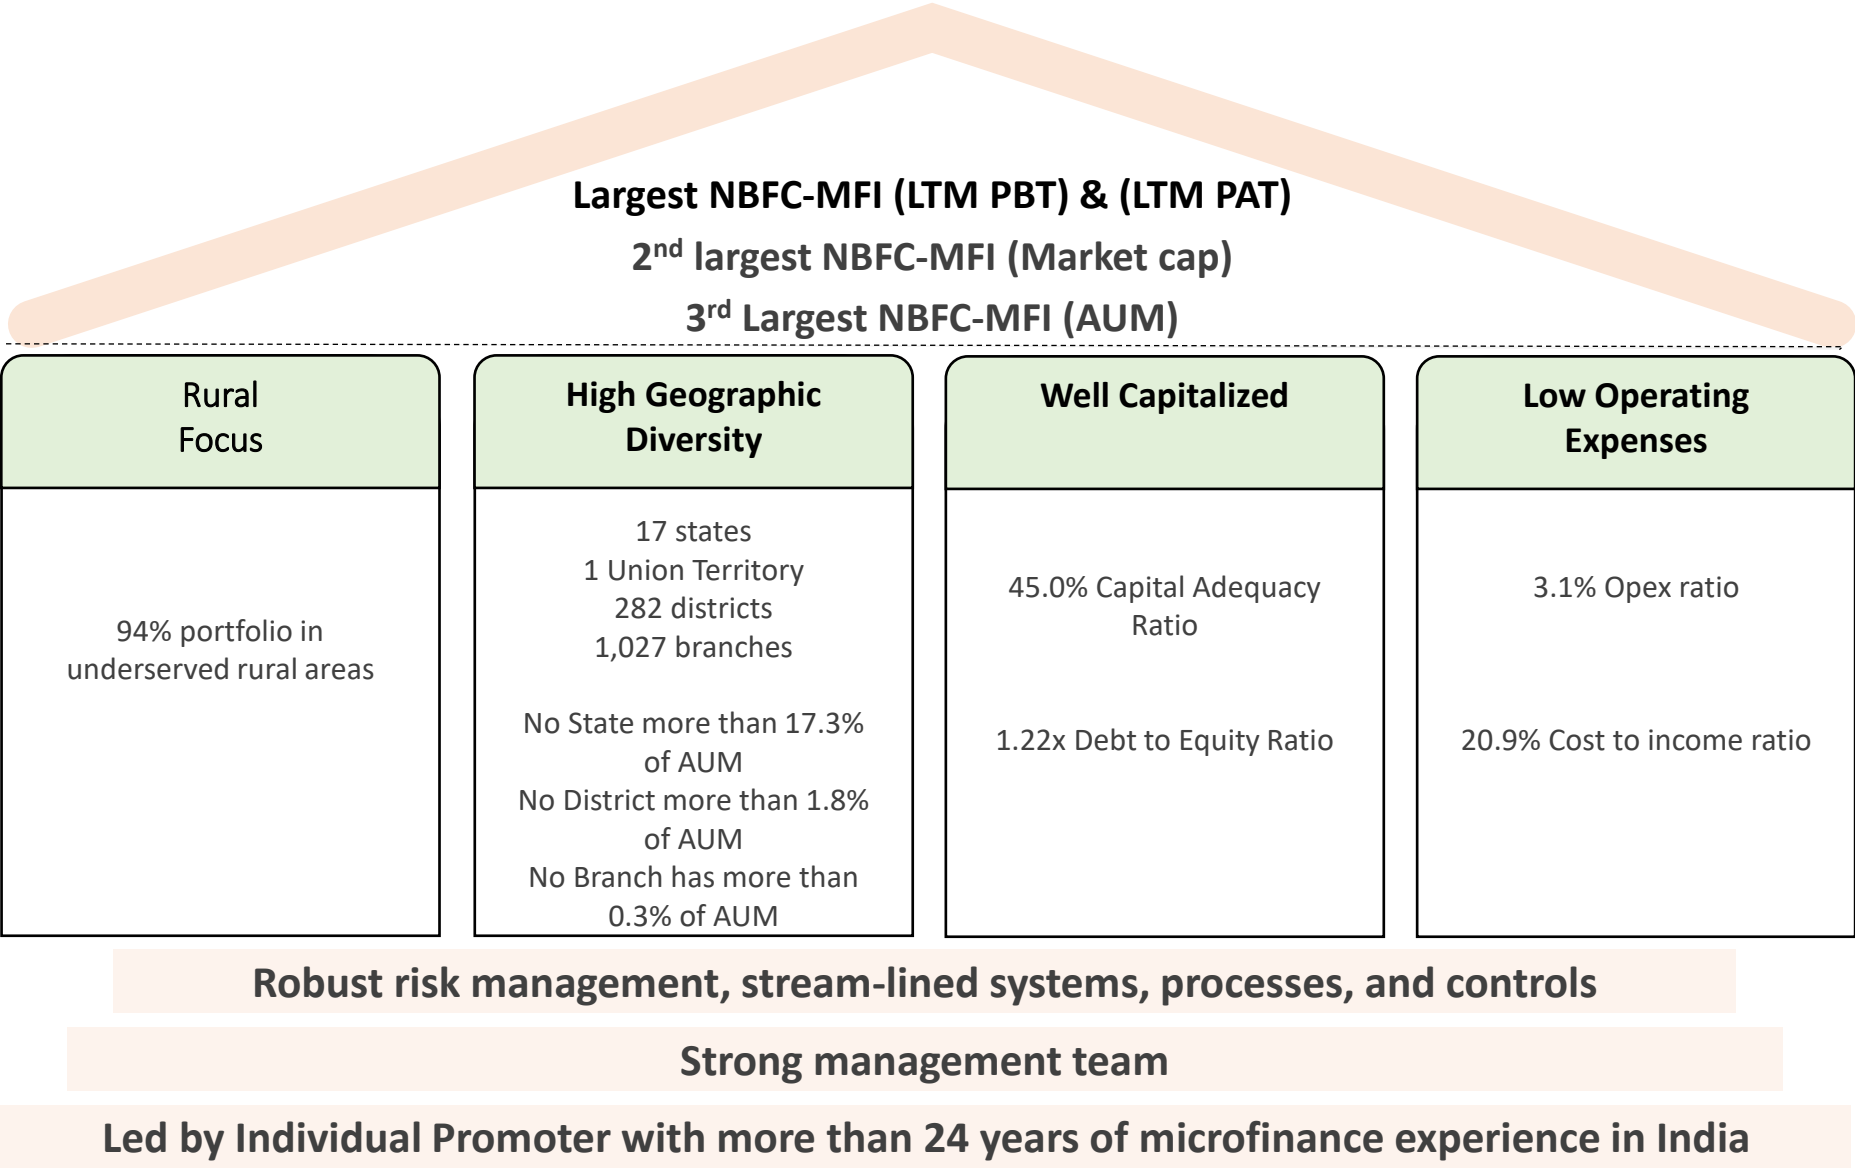 Largest NBFC-MFI (LTM PBT) & (LTM PAT)
2nd largest NBFC-MFI (Market cap)
3rd Largest NBFC-MFI (AUM)
Rural
Focus
94% portfolio in
underserved rural areas
High Geographic
Diversity
17 states
1 Union Territory
282 districts
1,027 branches
No State more than 17.3%
of AUM
No District more than 1.8%
of AUM
No Branch has more than
0.3% of AUM
Well Capitalized
45.0% Capital Adequacy
Ratio
1.22x Debt to Equity Ratio
Low Operating
Expenses
3.1% Opex ratio
20.9% Cost to income ratio
Robust risk management, stream-lined systems, processes, and controls
Strong management team
Led by Individual Promoter with more than 24 years of microfinance experience in India